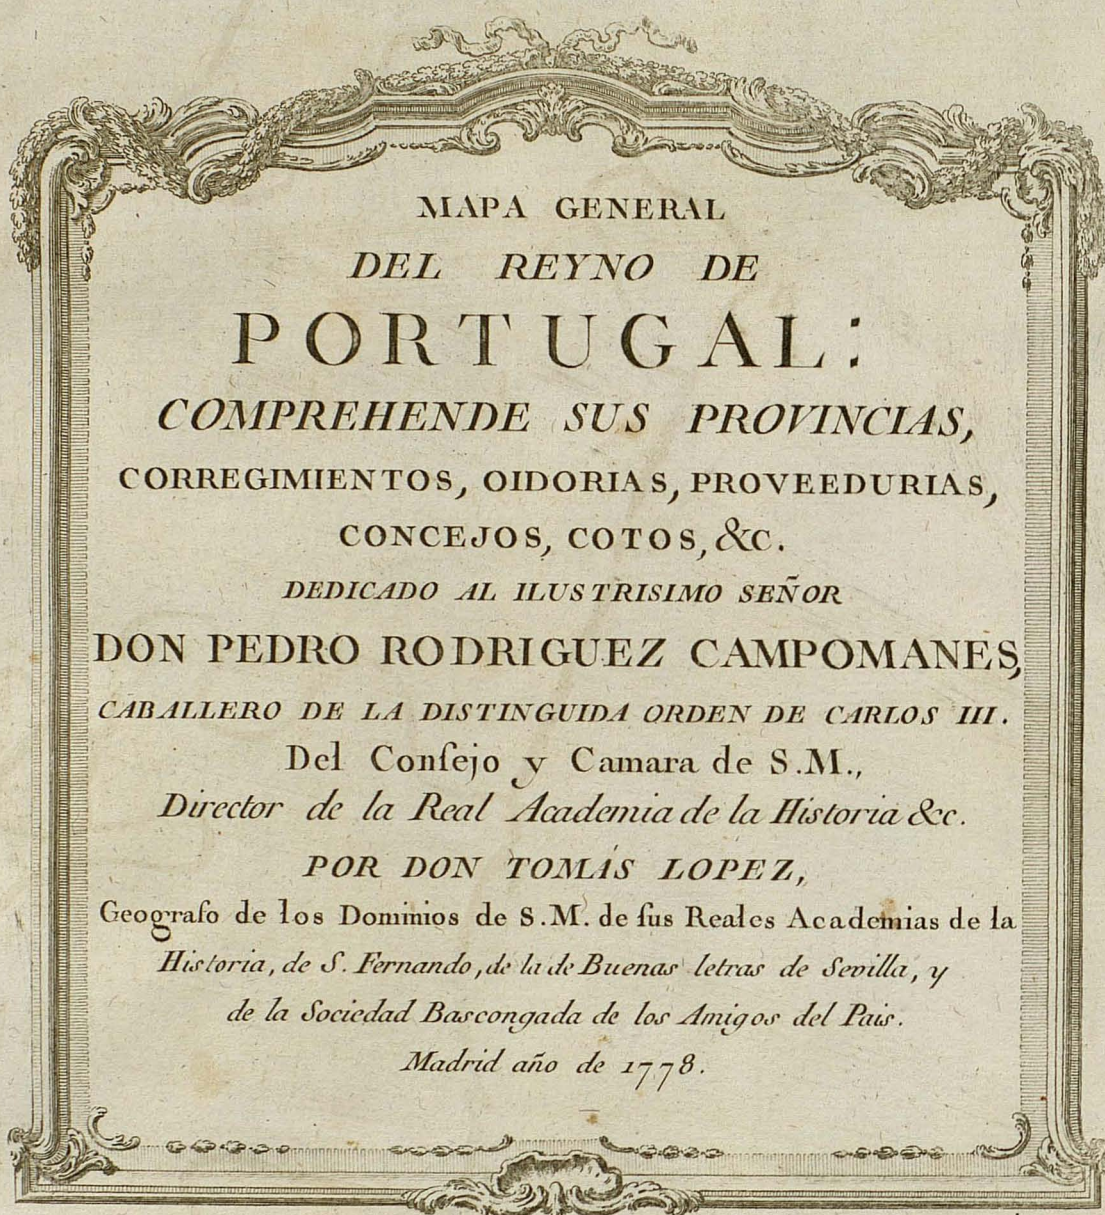 MAPA GENERAL
DEL REYNO DE
PORTUGAL:
COMPREHENDE SUS PROVINCIAS,
CORREGIMIENTOS, OIDORIAS, PROVEEDURIAS,
CONCEJOS, COTOS, &C.
DEDICADO AL ILUSTRISIMO SEÑOR
DON PEDRO RODRIGUEZ CAMPOMANES,
CABALLERO DE LA DISTINGUIDA ORDEN DE CARLOS III.
Del Conſejo y Camara de S.M.,
Director de la Real Academia de la Historia &c.
POR DON TOMÁS LOPEZ,
Geografo de los Dominios de S.M. de ſus Reales Academias de la
Historia, de S. Fernando, de la de Buenas letras de Sevilla, y
de la Sociedad Bascongada de los Amigos del Pais.
Madrid año de 1778.